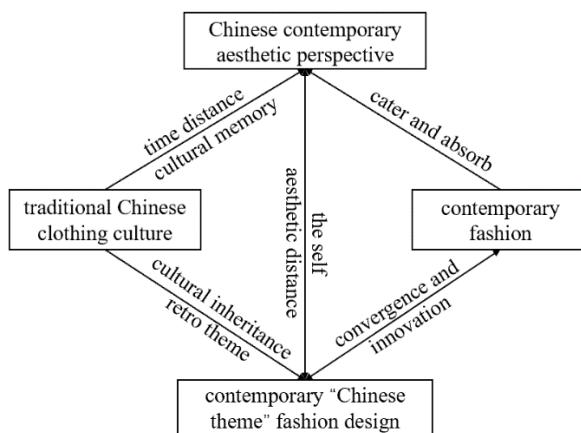 Chinese contemporary
aesthetic perspective
time distance
cultural memory
cater and absorb
traditional Chinese
clothing culture
the self
aesthetic distance
contemporary
fashion
cultural inheritance
retro theme
convergence and
innovation
contemporary “Chinese
theme” fashion design